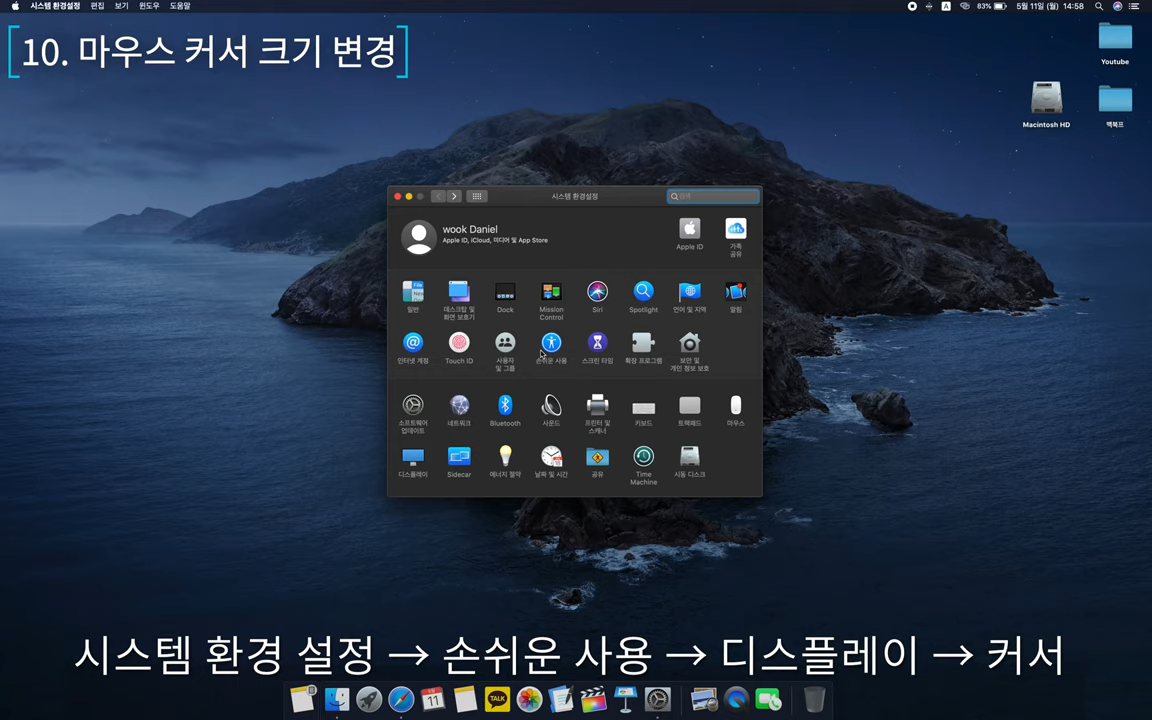 시스템 환경설정 편집 보기 윈도우 도움말
A 83% 5월 11일 (월) 14:58
10. 마우스 커서 크기 변경
Youtube
Macintosh HD
맥북프
시스템 환경설정
검색
wook Daniel
Apple ID, iCloud, 미디어 및 App Store
Apple ID
가족
공유
일반
데스크탑 및
화면 보호기
Dock
Mission
Control
Siri
Spotlight
언어 및 지역
알림
인터넷 계정
Touch ID
사용자
및 그룹
손쉬운 사용
스크린 타임
확장 프로그램
보안 및
개인 정보 보호
소프트웨어
업데이트
네트워크
Bluetooth
사운드
프린터 및
스캐너
키보드
트랙패드
마우스
디스플레이
Sidecar
에너지 절약
날짜 및 시간
공유
Time
Machine
시동 디스크
시스템 환경 설정 → 손쉬운 사용 → 디스플레이 → 커서
11
TALK